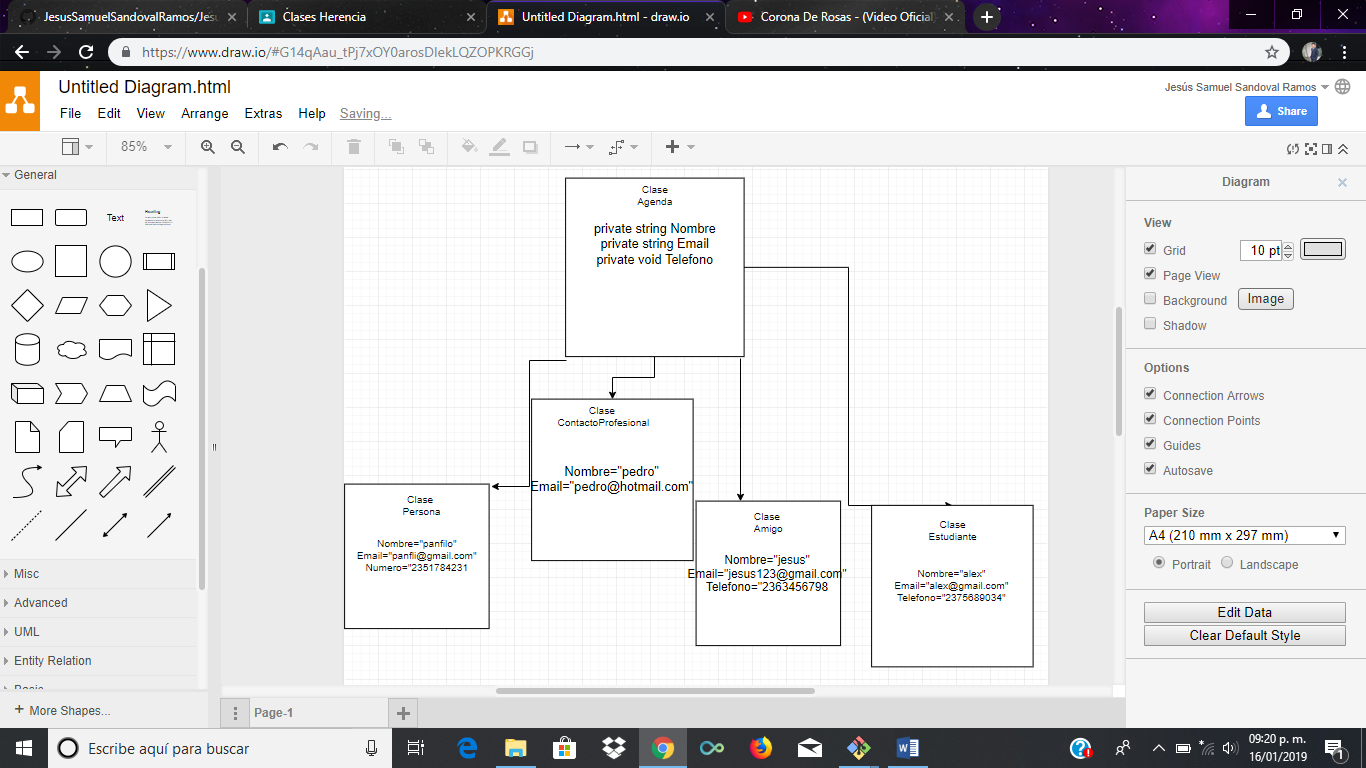 JesusSamuelSandovalRamos/Jesu
Clases Herencia
Untitled Diagram.html - draw.io
Corona De Rosas - (Video Oficial)
https://www.draw.io/#G14qAau_tPj7xOY0arosDIekLQZOPKRGGj
Untitled Diagram.html
Jesús Samuel Sandoval Ramos
File Edit View Arrange Extras Help Saving...
Share
85%
General
Text
Heading
Misc
Advanced
UML
Entity Relation
Basic
+ More Shapes...
Clase
Agenda
private string Nombre
private string Email
private void Telefono
Clase
ContactoProfesional
Nombre="pedro"
Email="pedro@hotmail.com"
Clase
Persona
Nombre="panfilo"
Email="panfli@gmail.com"
Numero="2351784231
Clase
Amigo
Nombre="jesus"
Email="jesus123@gmail.com"
Telefono="2363456798
Clase
Estudiante
Nombre="alex"
Email="alex@gmail.com"
Telefono="2375689034"
Diagram
View
Grid 10 pt
Page View
Background Image
Shadow
Options
Connection Arrows
Connection Points
Guides
Autosave
Paper Size
A4 (210 mm x 297 mm)
Portrait Landscape
Edit Data
Clear Default Style
Page-1
Escribe aquí para buscar
09:20 p. m.
16/01/2019
1